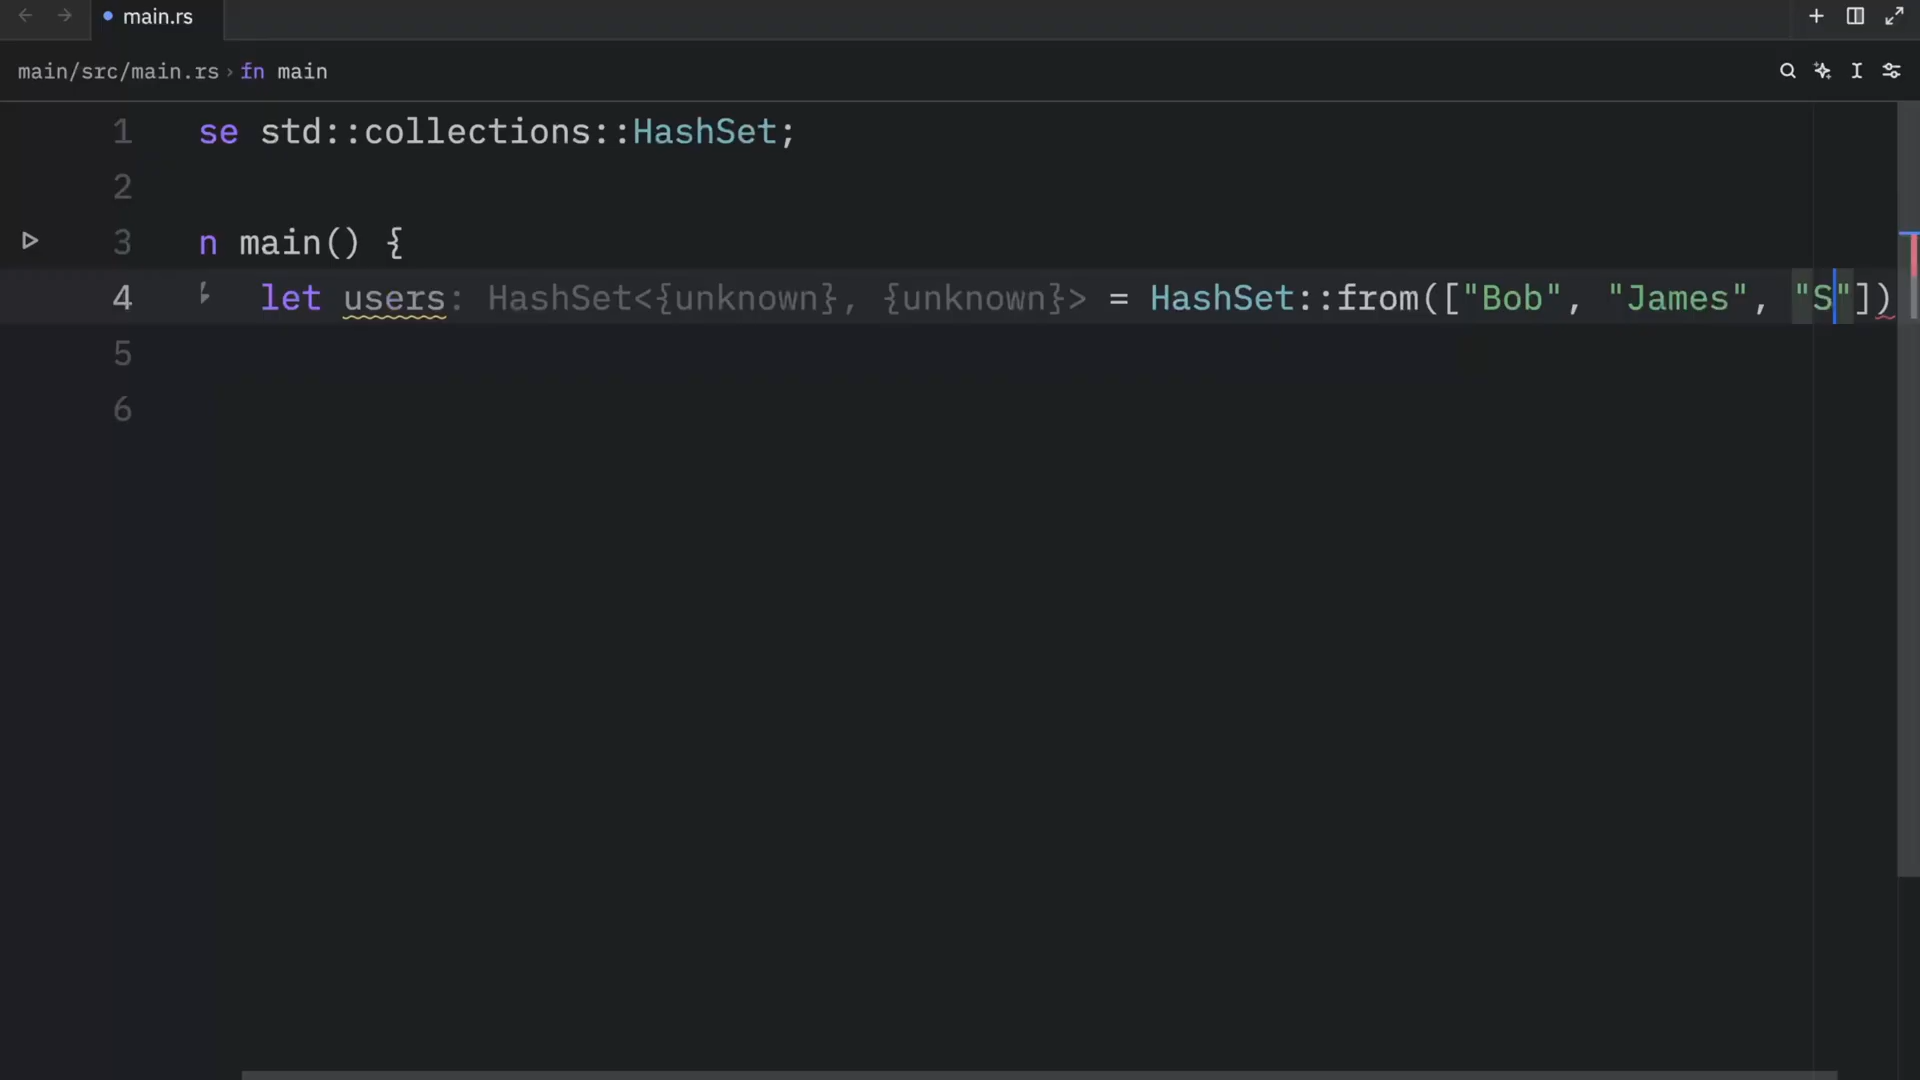 main.rs
main/src/main.rs › fn main
1 se std::collections::HashSet;
2
3 n main() {
4 let users: HashSet<{unknown}, {unknown}> = HashSet::from(["Bob", "James", "S"])
5
6